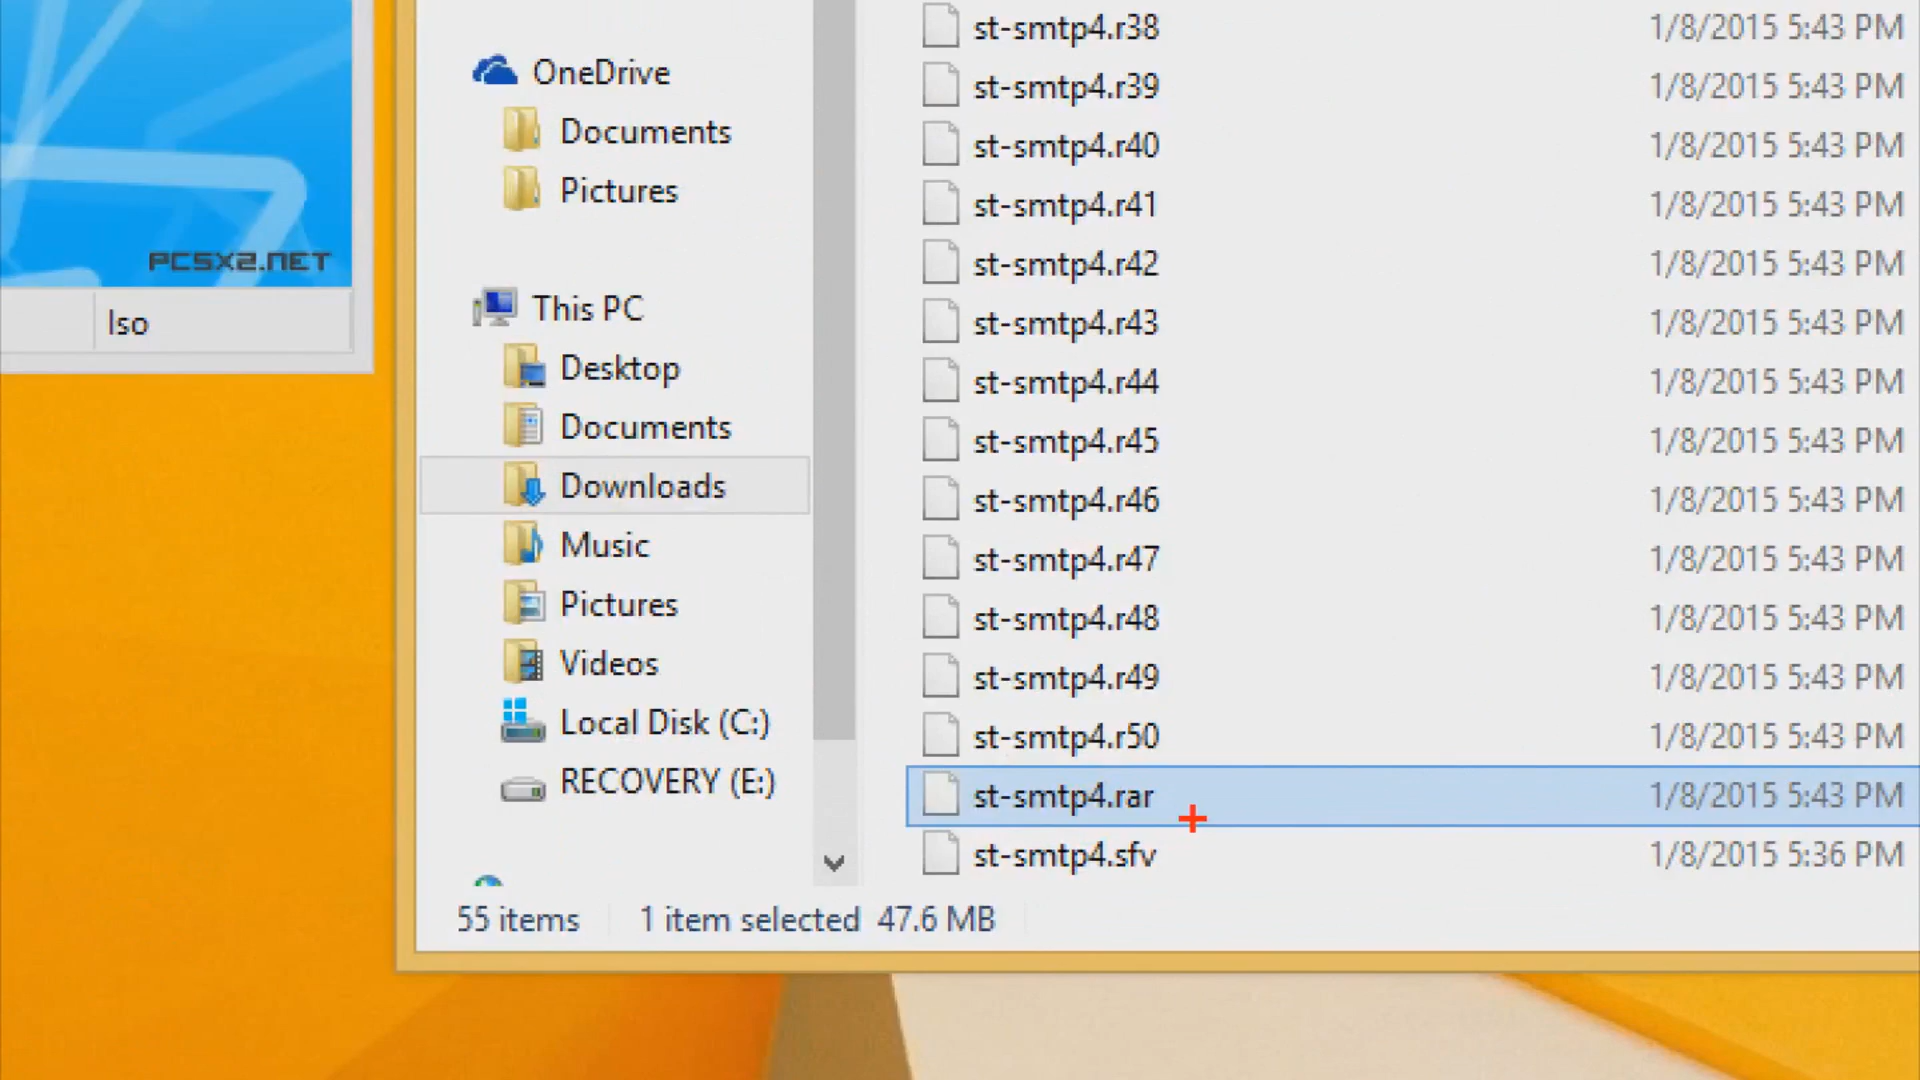 PCSX2.NET
Iso
OneDrive
Documents
Pictures
This PC
Desktop
Documents
Downloads
Music
Pictures
Videos
Local Disk (C:)
RECOVERY (E:)
st-smtp4.r38 1/8/2015 5:43 PM
st-smtp4.r39 1/8/2015 5:43 PM
st-smtp4.r40 1/8/2015 5:43 PM
st-smtp4.r41 1/8/2015 5:43 PM
st-smtp4.r42 1/8/2015 5:43 PM
st-smtp4.r43 1/8/2015 5:43 PM
st-smtp4.r44 1/8/2015 5:43 PM
st-smtp4.r45 1/8/2015 5:43 PM
st-smtp4.r46 1/8/2015 5:43 PM
st-smtp4.r47 1/8/2015 5:43 PM
st-smtp4.r48 1/8/2015 5:43 PM
st-smtp4.r49 1/8/2015 5:43 PM
st-smtp4.r50 1/8/2015 5:43 PM
st-smtp4.rar 1/8/2015 5:43 PM
st-smtp4.sfv 1/8/2015 5:36 PM
55 items 1 item selected 47.6 MB